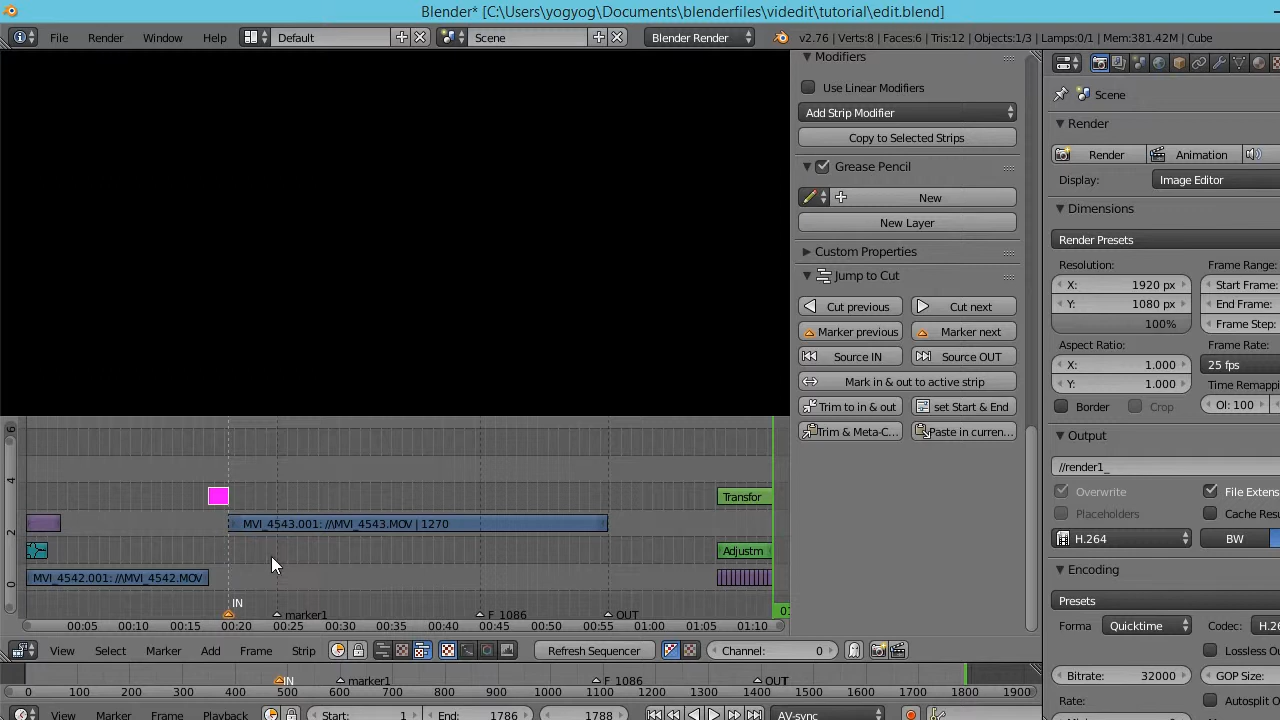 Blender* [C:\Users\yogyog\Documents\blenderfiles\videdit\tutorial\edit.blend]
File Render Window Help Default Scene Blender Render v2.76 | Verts:8 | Faces:6 | Tris:12 | Objects:1/3 | Lamps:0/1 | Mem:381.42M | Cube
Modifiers
Use Linear Modifiers
Add Strip Modifier
Copy to Selected Strips
Grease Pencil
New
New Layer
Custom Properties
Jump to Cut
Cut previous Cut next
Marker previous Marker next
Source IN Source OUT
Mark in & out to active strip
Trim to in & out set Start & End
Trim & Meta-C... Paste in curren...
Scene
Render
Render Animation
Display: Image Editor
Dimensions
Render Presets
Resolution: Frame Range:
X: 1920 px Start Frame:
Y: 1080 px End Frame:
100% Frame Step:
Aspect Ratio: Frame Rate:
X: 1.000 25 fps
Y: 1.000 Time Remappi
Border Crop Ol: 100
Output
//render1_
Overwrite File Extens
Placeholders Cache Resu
H.264 BW
Encoding
Presets
Forma Quicktime Codec: H.26
Lossless Ou
Bitrate: 32000 GOP Size:
Rate: Autosplit Ou
6
4
2
0
Transfor
MVI_4543.001: //\MVI_4543.MOV | 1270
Adjustm
MVI_4542.001: //\MVI_4542.MOV
IN
marker1 F_1086 OUT
00:05 00:10 00:15 00:20 00:25 00:30 00:35 00:40 00:45 00:50 00:55 01:00 01:05 01:10
View Select Marker Add Frame Strip Refresh Sequencer Channel: 0
IN marker1 F_1086 OUT
0 100 200 300 400 500 600 700 800 900 1000 1100 1200 1300 1400 1500 1600 1700 1800 1900
View Marker Frame Playback Start: 1 End: 1786 1788 AV-sync